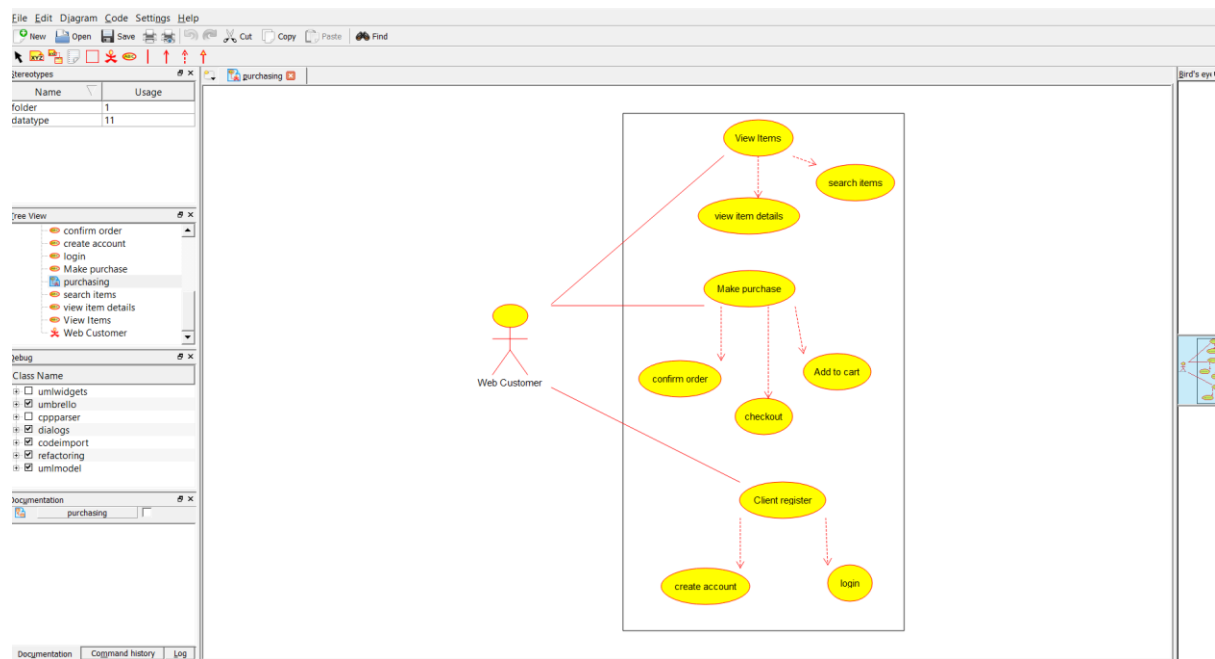 File Edit Diagram Code Settings Help
New Open Save Cut Copy Paste Find
XYZ
Stereotypes
purchasing
Bird's eye
Name Usage
folder 1
datatype 11
Tree View
confirm order
create account
login
Make purchase
purchasing
search items
view item details
View Items
Web Customer
Debug
Class Name
umlwidgets
umbrello
cppparser
dialogs
codeimport
refactoring
umlmodel
Documentation
purchasing
Documentation Command history Log
View Items
search items
view item details
Make purchase
Web Customer
confirm order
Add to cart
checkout
Client register
create account
login